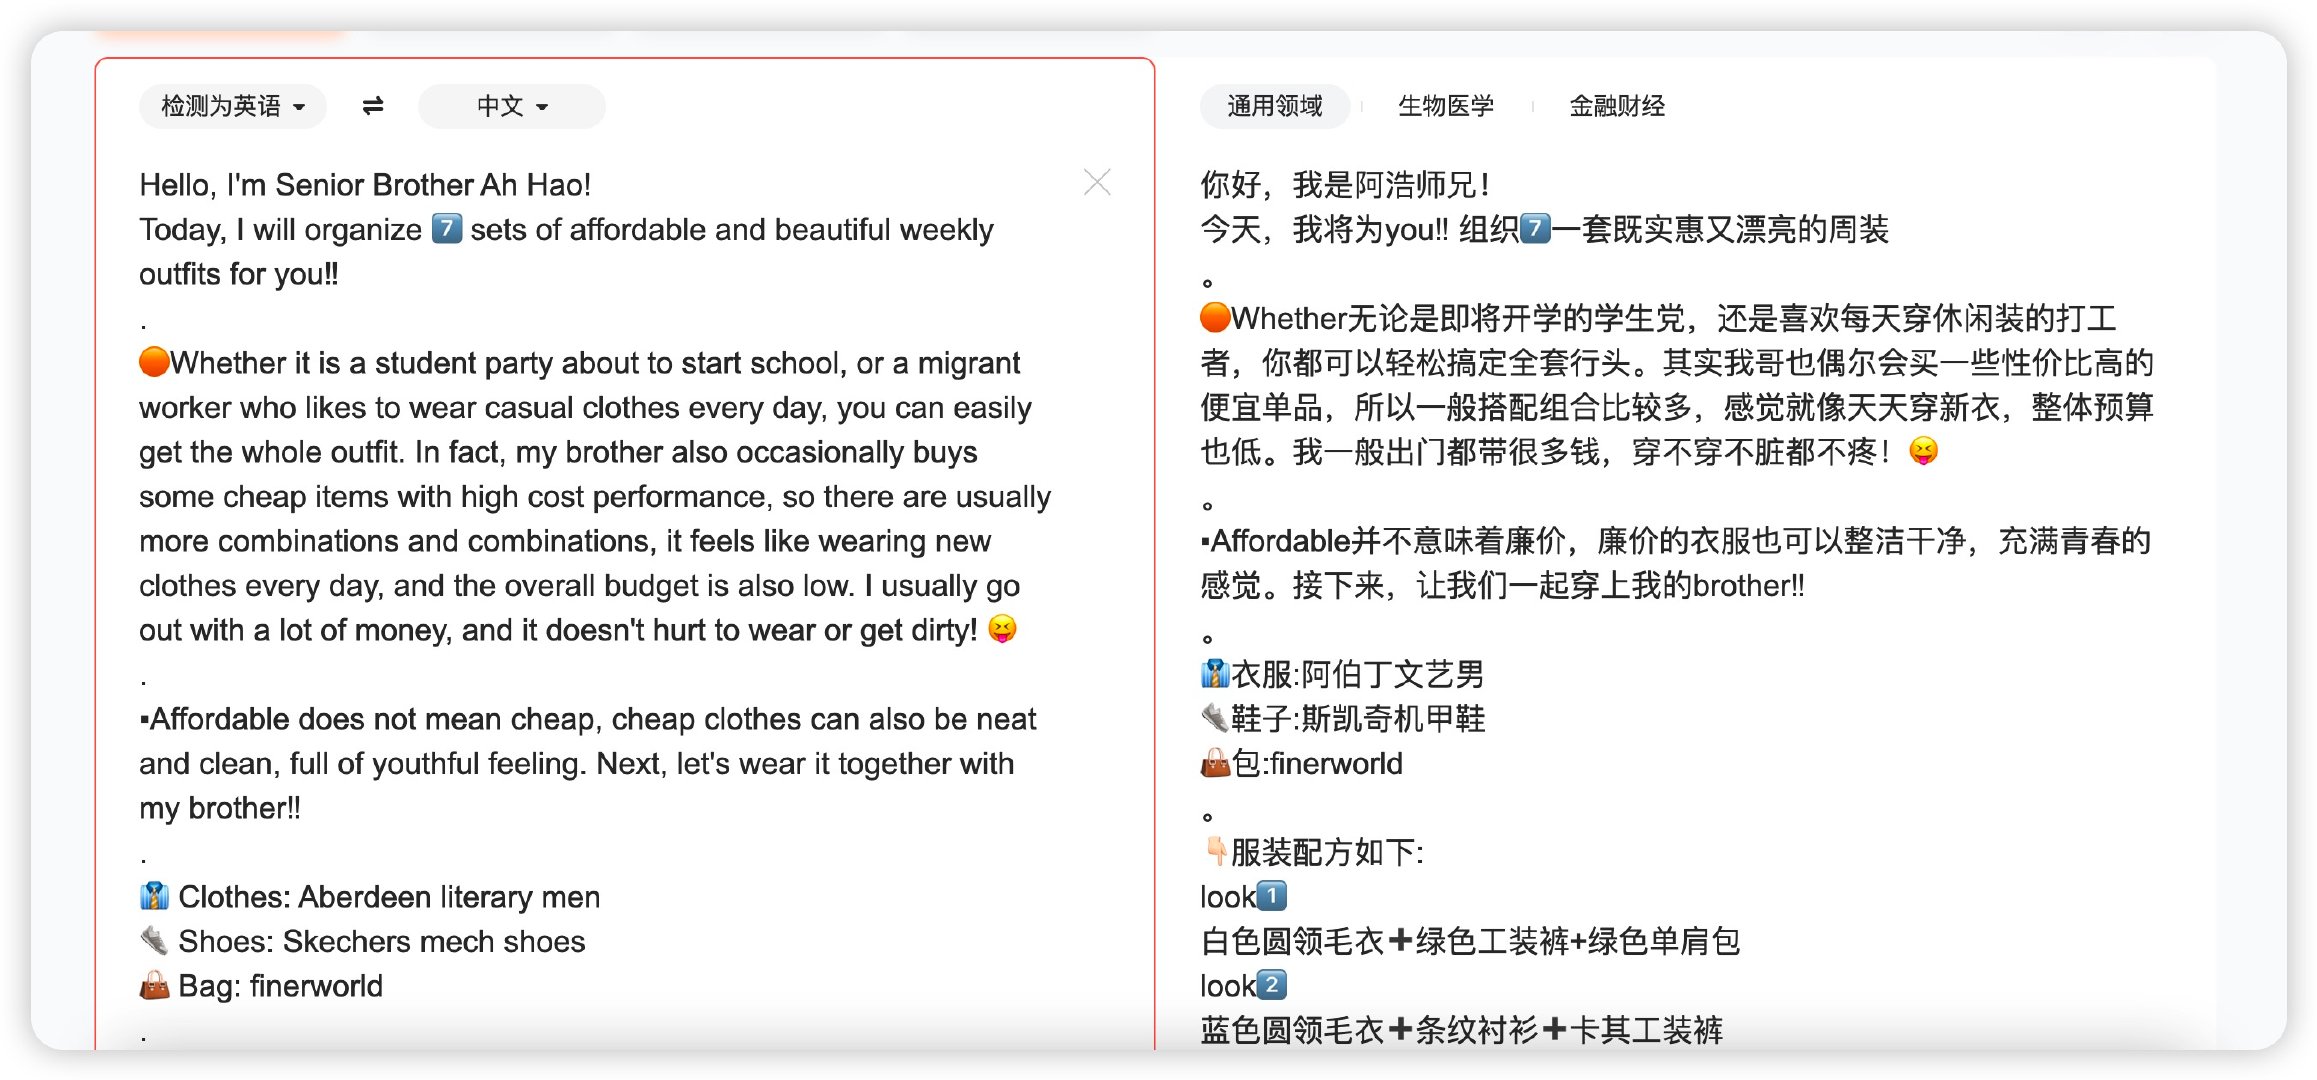 检测为英语 ⇌ 中文
Hello, I'm Senior Brother Ah Hao!
Today, I will organize 7️⃣ sets of affordable and beautiful weekly
outfits for you‼
.
🟠Whether it is a student party about to start school, or a migrant
worker who likes to wear casual clothes every day, you can easily
get the whole outfit. In fact, my brother also occasionally buys
some cheap items with high cost performance, so there are usually
more combinations and combinations, it feels like wearing new
clothes every day, and the overall budget is also low. I usually go
out with a lot of money, and it doesn't hurt to wear or get dirty! 😝
.
▪Affordable does not mean cheap, cheap clothes can also be neat
and clean, full of youthful feeling. Next, let's wear it together with
my brother‼
.
👔 Clothes: Aberdeen literary men
👟 Shoes: Skechers mech shoes
👜 Bag: finerworld
.
通用领域 生物医学 金融财经
你好，我是阿浩师兄！
今天，我将为you‼ 组织7️⃣一套既实惠又漂亮的周装
。
🟠Whether无论是即将开学的学生党，还是喜欢每天穿休闲装的打工
者，你都可以轻松搞定全套行头。其实我哥也偶尔会买一些性价比高的
便宜单品，所以一般搭配组合比较多，感觉就像天天穿新衣，整体预算
也低。我一般出门都带很多钱，穿不穿不脏都不疼！😝
。
▪Affordable并不意味着廉价，廉价的衣服也可以整洁干净，充满青春的
感觉。接下来，让我们一起穿上我的brother‼
。
👔衣服:阿伯丁文艺男
👟鞋子:斯凯奇机甲鞋
👜包:finerworld
。
👇🏻服装配方如下:
look1️⃣
白色圆领毛衣➕绿色工装裤+绿色单肩包
look2️⃣
蓝色圆领毛衣➕条纹衬衫➕卡其工装裤